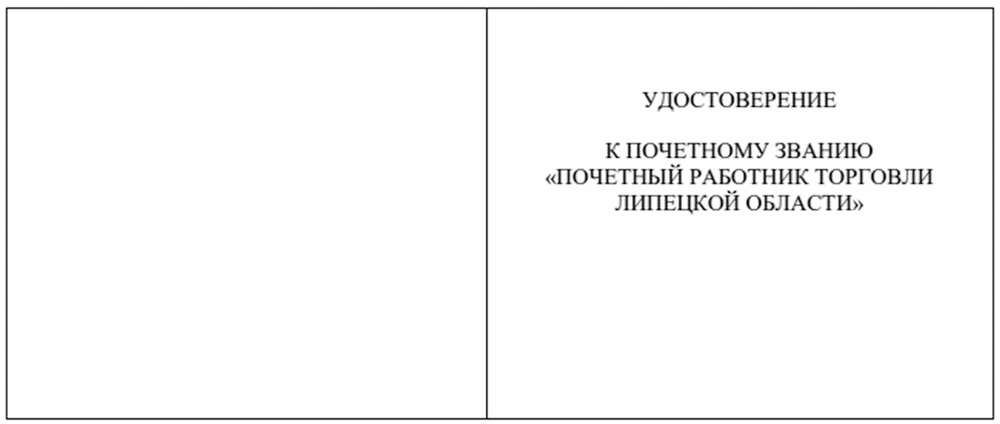 УДОСТОВЕРЕНИЕ
К ПОЧЕТНОМУ ЗВАНИЮ
«ПОЧЕТНЫЙ РАБОТНИК ТОРГОВЛИ
ЛИПЕЦКОЙ ОБЛАСТИ»